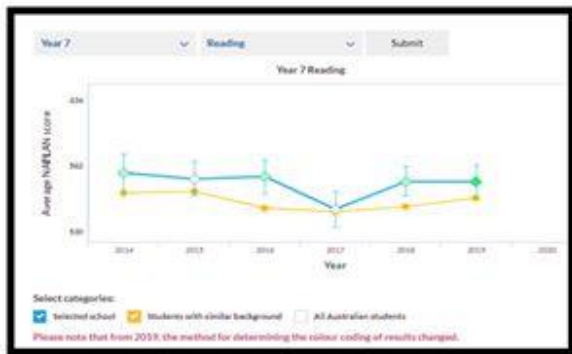 Year 7 Reading Submit
Year 7 Reading
Average NAPLAN score
562
2014 2015 2016 2017 2018 2019 2020
Year
Select categories:
Selected school Students with similar background All Australian students
Please note that from 2019, the method for determining the colour coding of results changed.